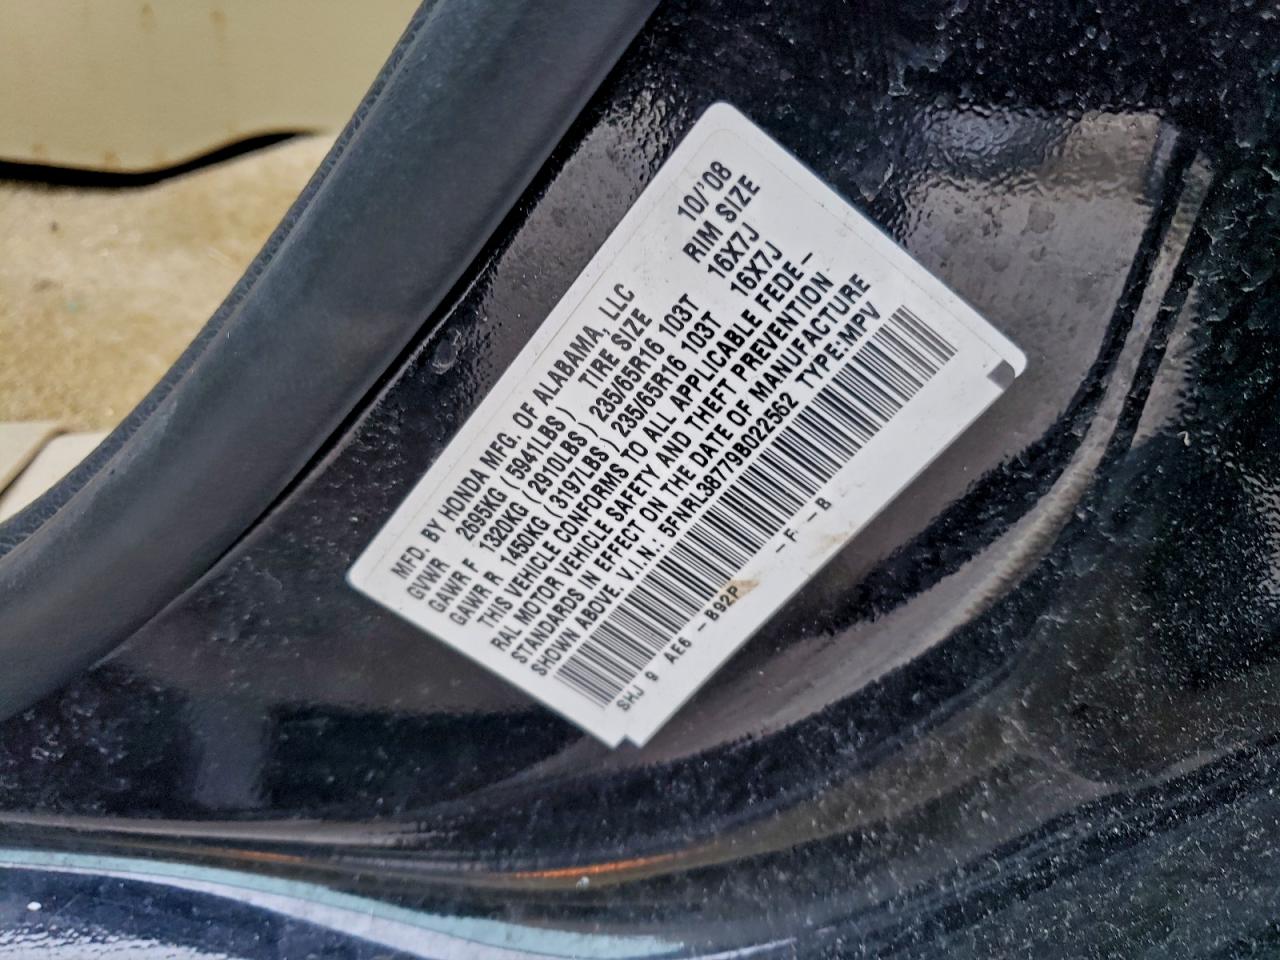 MFD. BY HONDA MFG. OF ALABAMA, LLC 10/'08
GVWR 2695KG (5941LBS) TIRE SIZE RIM SIZE
GAWR F 1320KG (2910LBS) 235/65R16 103T 16X7J
GAWR R 1450KG (3197LBS) 235/65R16 103T 16X7J
THIS VEHICLE CONFORMS TO ALL APPLICABLE FEDE-
RAL MOTOR VEHICLE SAFETY AND THEFT PREVENTION
STANDARDS IN EFFECT ON THE DATE OF MANUFACTURE
SHOWN ABOVE. V.I.N.: 5FNRL38779B022562 TYPE:MPV
SHJ 9 AE6 - B92P - F - B